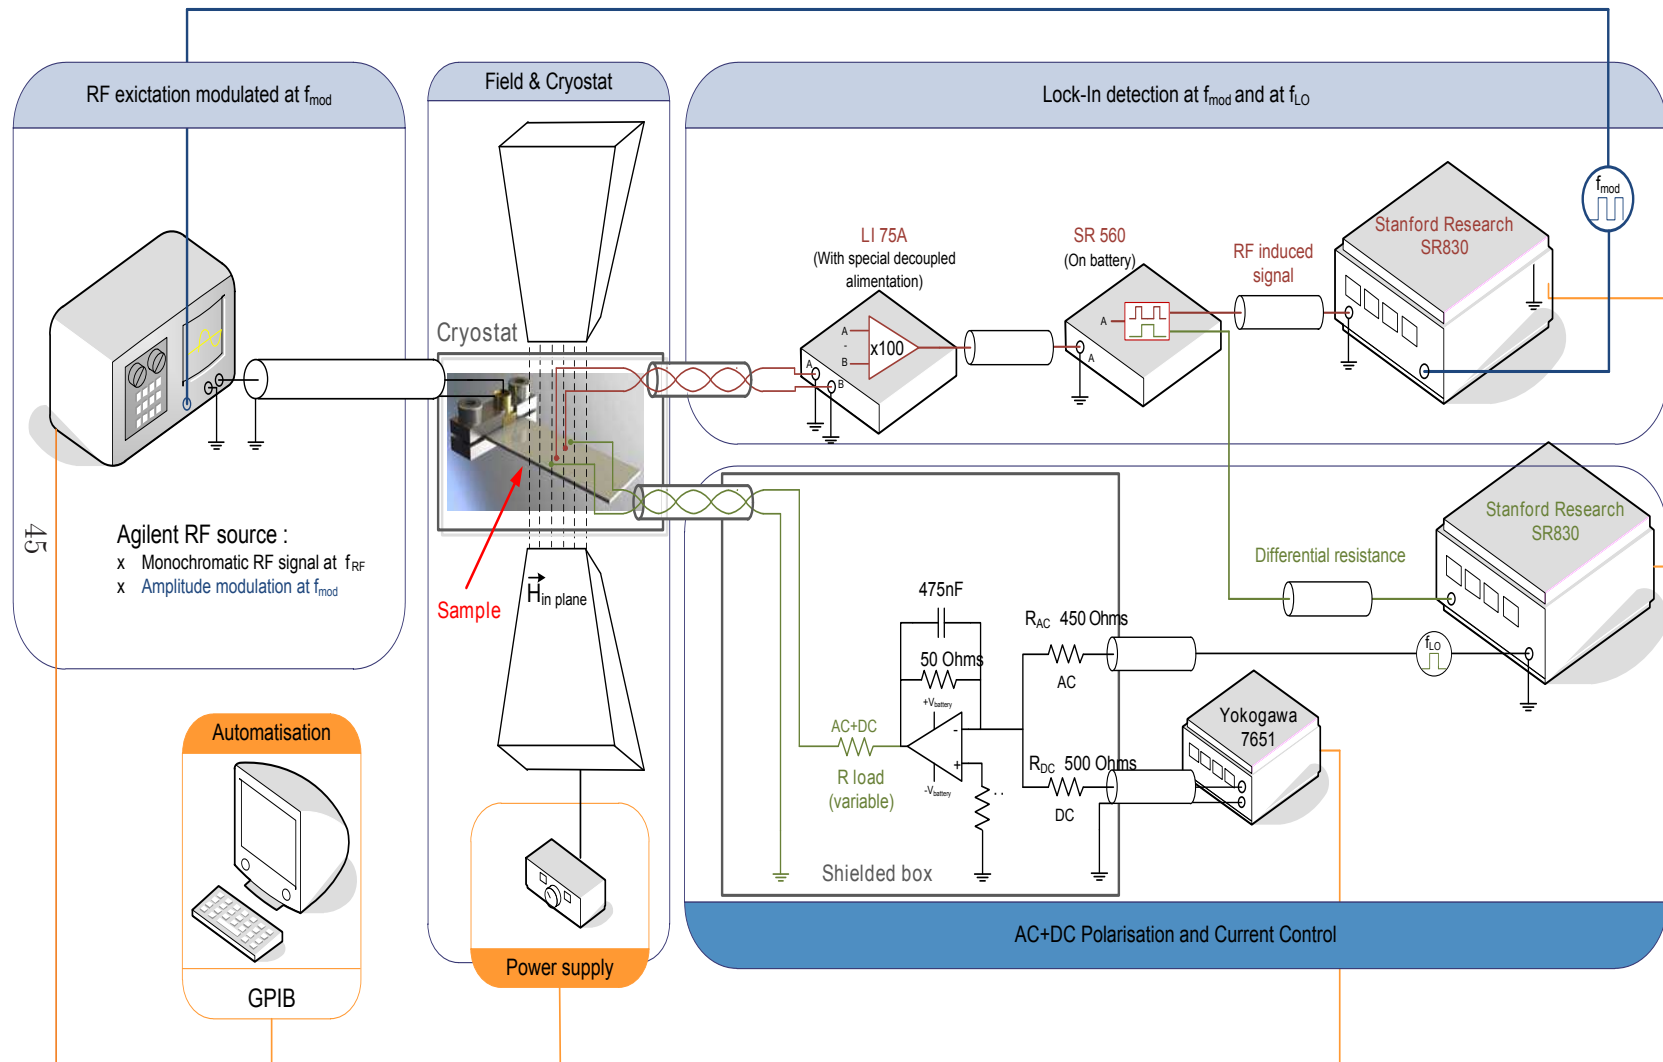 RF exictation modulated at fmod
Field & Cryostat
Lock-In detection at fmod and at fLO
fmod
Stanford Research
SR830
LI 75A
(With special decoupled
alimentation)
SR 560
(On battery)
RF induced
signal
Cryostat
A
-
B
x100
A
B
A
A
45
Agilent RF source :
x Monochromatic RF signal at fRF
x Amplitude modulation at fmod
Sample
H in plane
Stanford Research
SR830
Differential resistance
fLO
475nF
50 Ohms
RAC 450 Ohms
AC
+Vbattery
-
+
-Vbattery
AC+DC
R load
(variable)
RDC 500 Ohms
DC
Yokogawa
7651
Shielded box
AC+DC Polarisation and Current Control
Automatisation
GPIB
Power supply